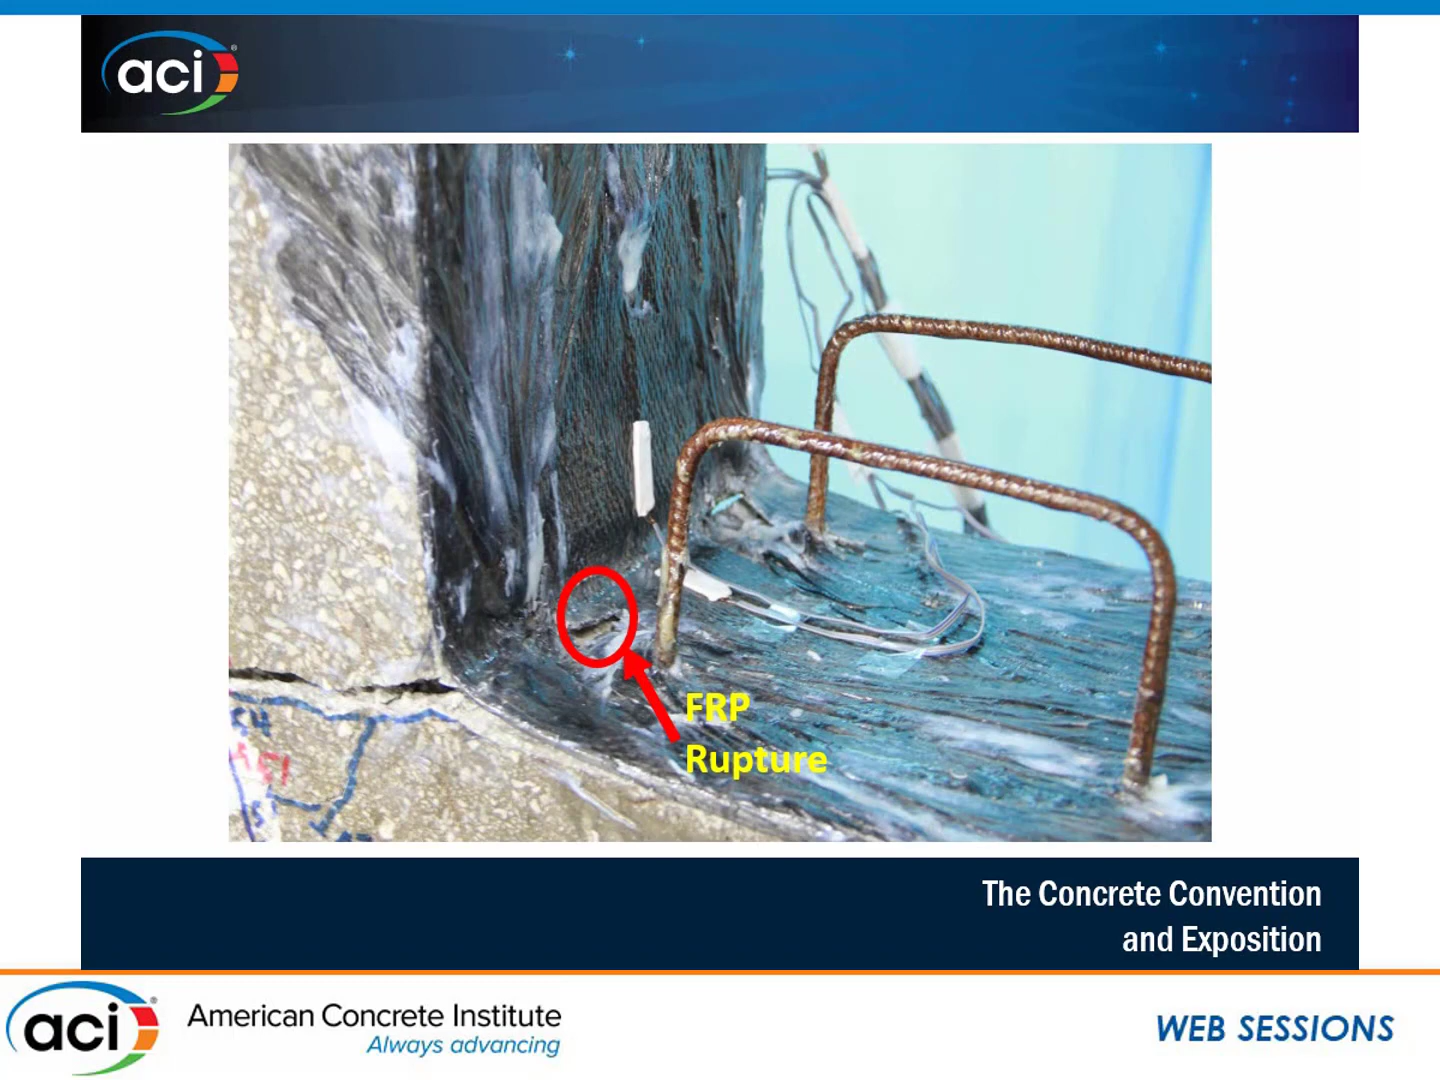 aci
FRP
Rupture
The Concrete Convention
and Exposition
aci
American Concrete Institute
Always advancing
WEB SESSIONS